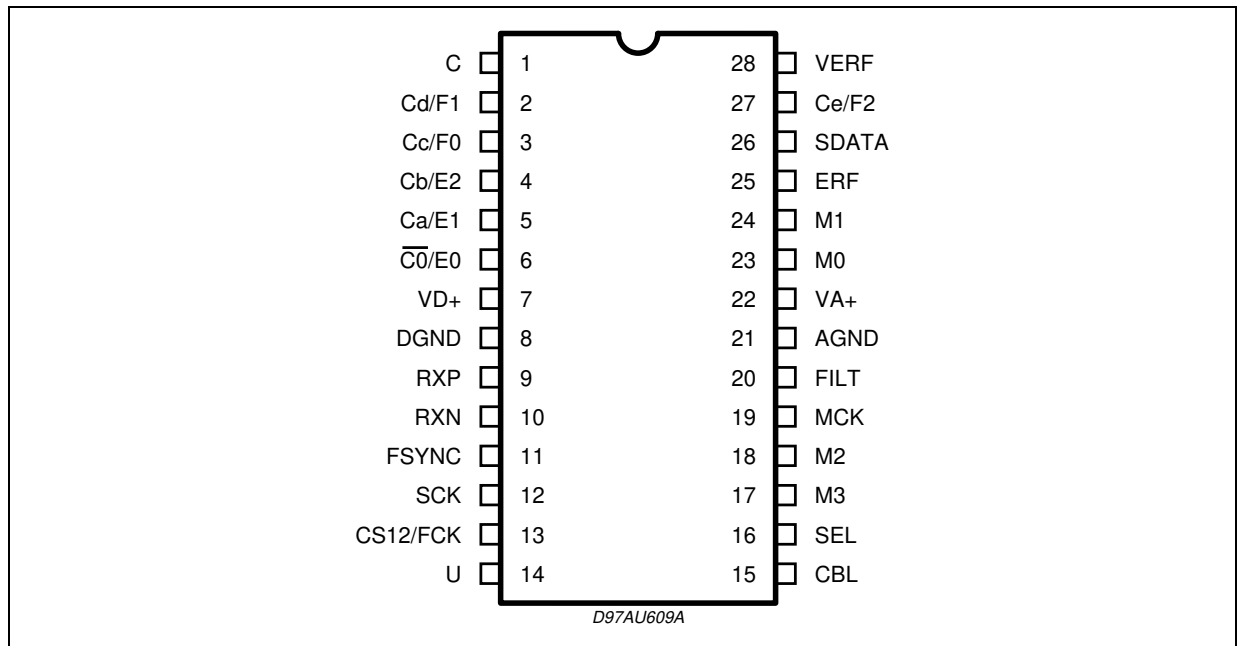 C 1 28 VERF
Cd/F1 2 27 Ce/F2
Cc/F0 3 26 SDATA
Cb/E2 4 25 ERF
Ca/E1 5 24 M1
C̅0̅/E0 6 23 M0
VD+ 7 22 VA+
DGND 8 21 AGND
RXP 9 20 FILT
RXN 10 19 MCK
FSYNC 11 18 M2
SCK 12 17 M3
CS12/FCK 13 16 SEL
U 14 15 CBL
D97AU609A